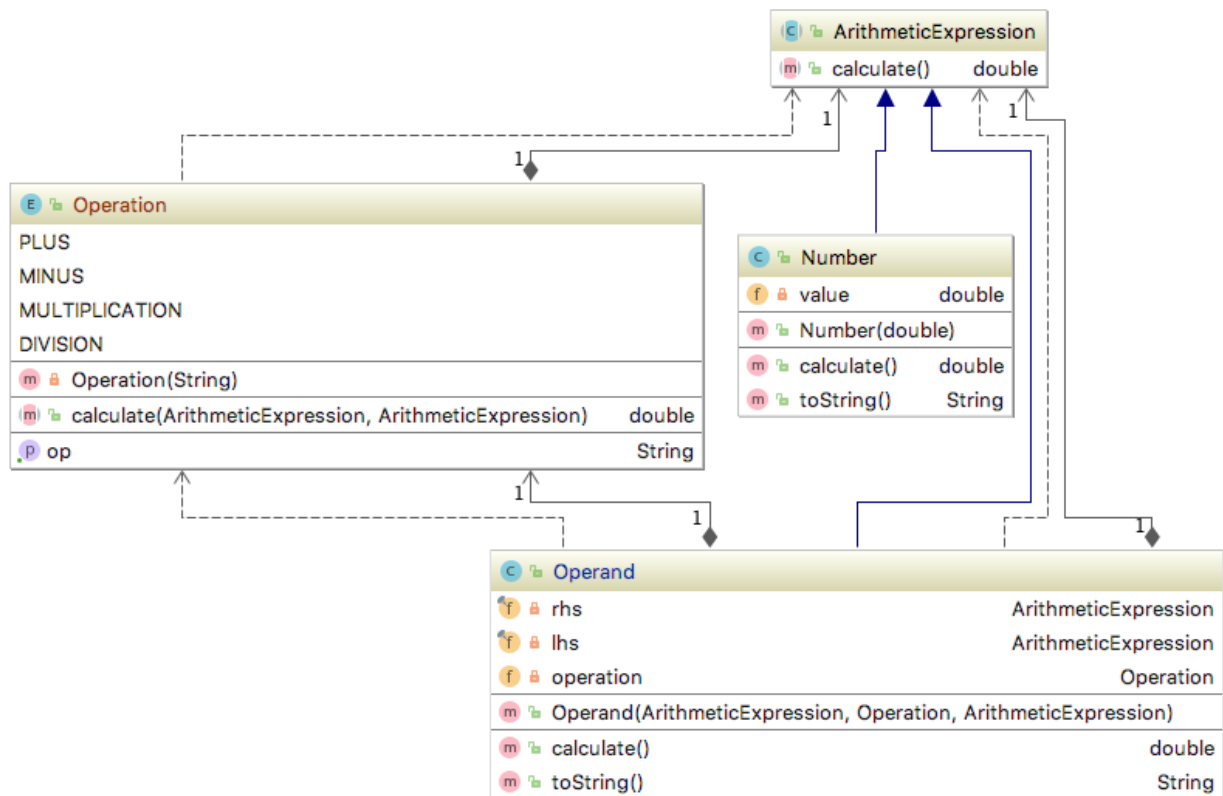 ArithmeticExpression
calculate() double
1
1
Operation
PLUS
MINUS
MULTIPLICATION
DIVISION
Operation(String)
calculate(ArithmeticExpression, ArithmeticExpression) double
op String
Number
value double
Number(double)
calculate() double
toString() String
1
1
1
1
Operand
rhs ArithmeticExpression
lhs ArithmeticExpression
operation Operation
Operand(ArithmeticExpression, Operation, ArithmeticExpression)
calculate() double
toString() String